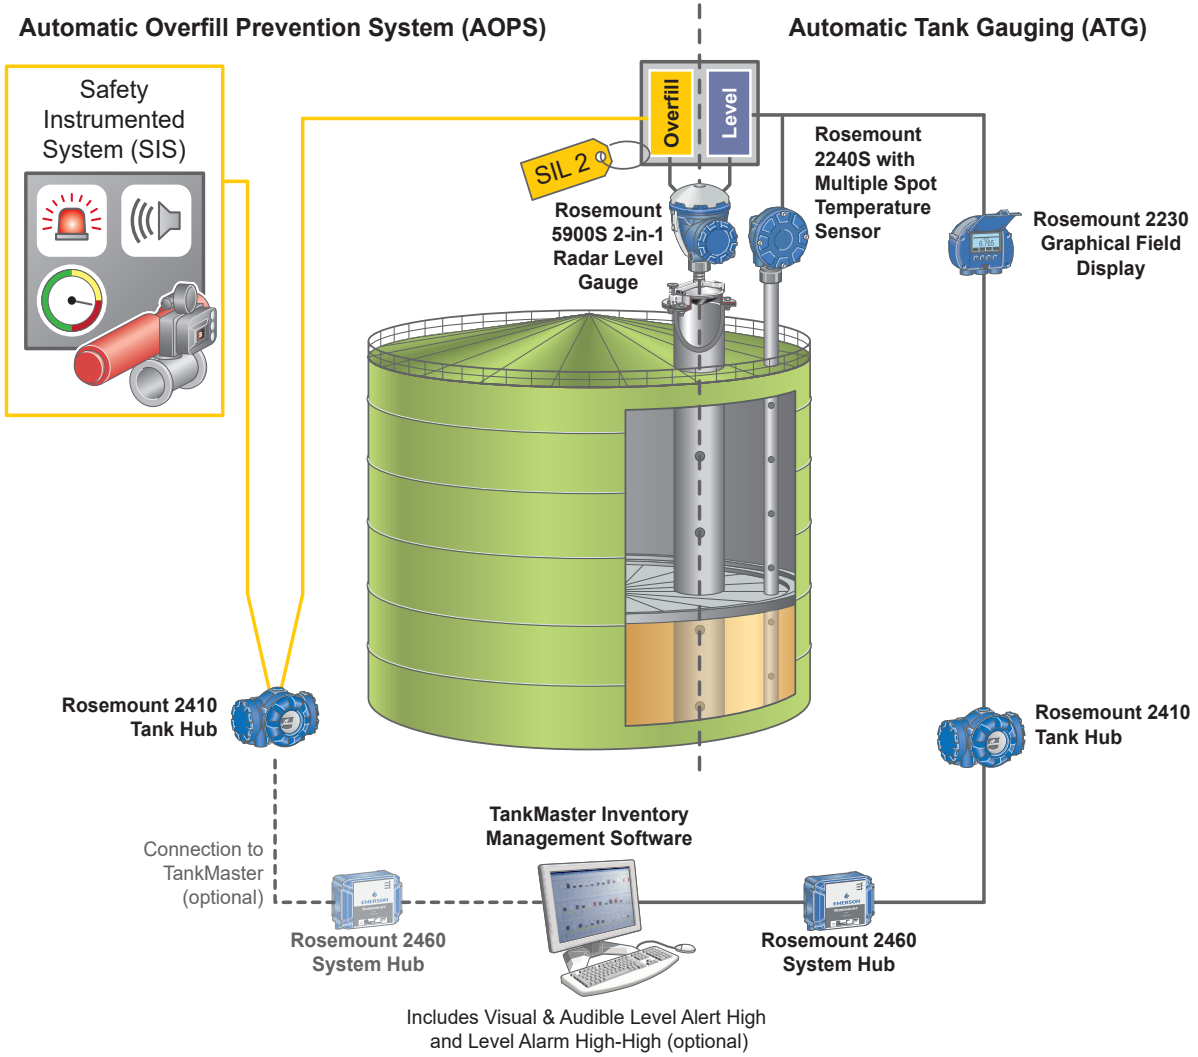 Automatic Overfill Prevention System (AOPS)
Automatic Tank Gauging (ATG)
Safety
Instrumented
System (SIS)
Overfill
Level
SIL 2
Rosemount
5900S 2-in-1
Radar Level
Gauge
Rosemount
2240S with
Multiple Spot
Temperature
Sensor
Rosemount 2230
Graphical Field
Display
Rosemount 2410
Tank Hub
Rosemount 2410
Tank Hub
TankMaster Inventory
Management Software
Connection to
TankMaster
(optional)
EMERSON
Rosemount 2460
System Hub
EMERSON
Rosemount 2460
System Hub
Includes Visual & Audible Level Alert High
and Level Alarm High-High (optional)